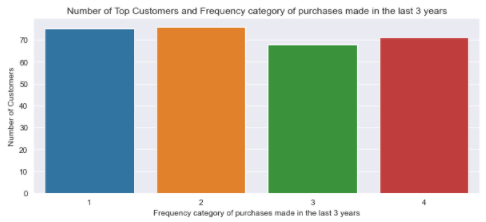 Number of Top Customers and Frequency category of purchases made in the last 3 years
70
60
50
40
30
20
10
0
Number of Customers
1 2 3 4
Frequency category of purchases made in the last 3 years